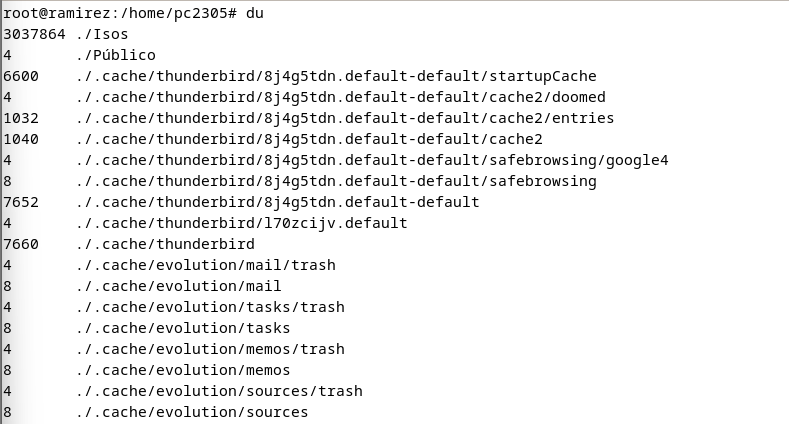 root@ramirez:/home/pc2305# du
3037864 ./Isos
4 ./Público
6600 ./.cache/thunderbird/8j4g5tdn.default-default/startupCache
4 ./.cache/thunderbird/8j4g5tdn.default-default/cache2/doomed
1032 ./.cache/thunderbird/8j4g5tdn.default-default/cache2/entries
1040 ./.cache/thunderbird/8j4g5tdn.default-default/cache2
4 ./.cache/thunderbird/8j4g5tdn.default-default/safebrowsing/google4
8 ./.cache/thunderbird/8j4g5tdn.default-default/safebrowsing
7652 ./.cache/thunderbird/8j4g5tdn.default-default
4 ./.cache/thunderbird/l70zcijv.default
7660 ./.cache/thunderbird
4 ./.cache/evolution/mail/trash
8 ./.cache/evolution/mail
4 ./.cache/evolution/tasks/trash
8 ./.cache/evolution/tasks
4 ./.cache/evolution/memos/trash
8 ./.cache/evolution/memos
4 ./.cache/evolution/sources/trash
8 ./.cache/evolution/sources